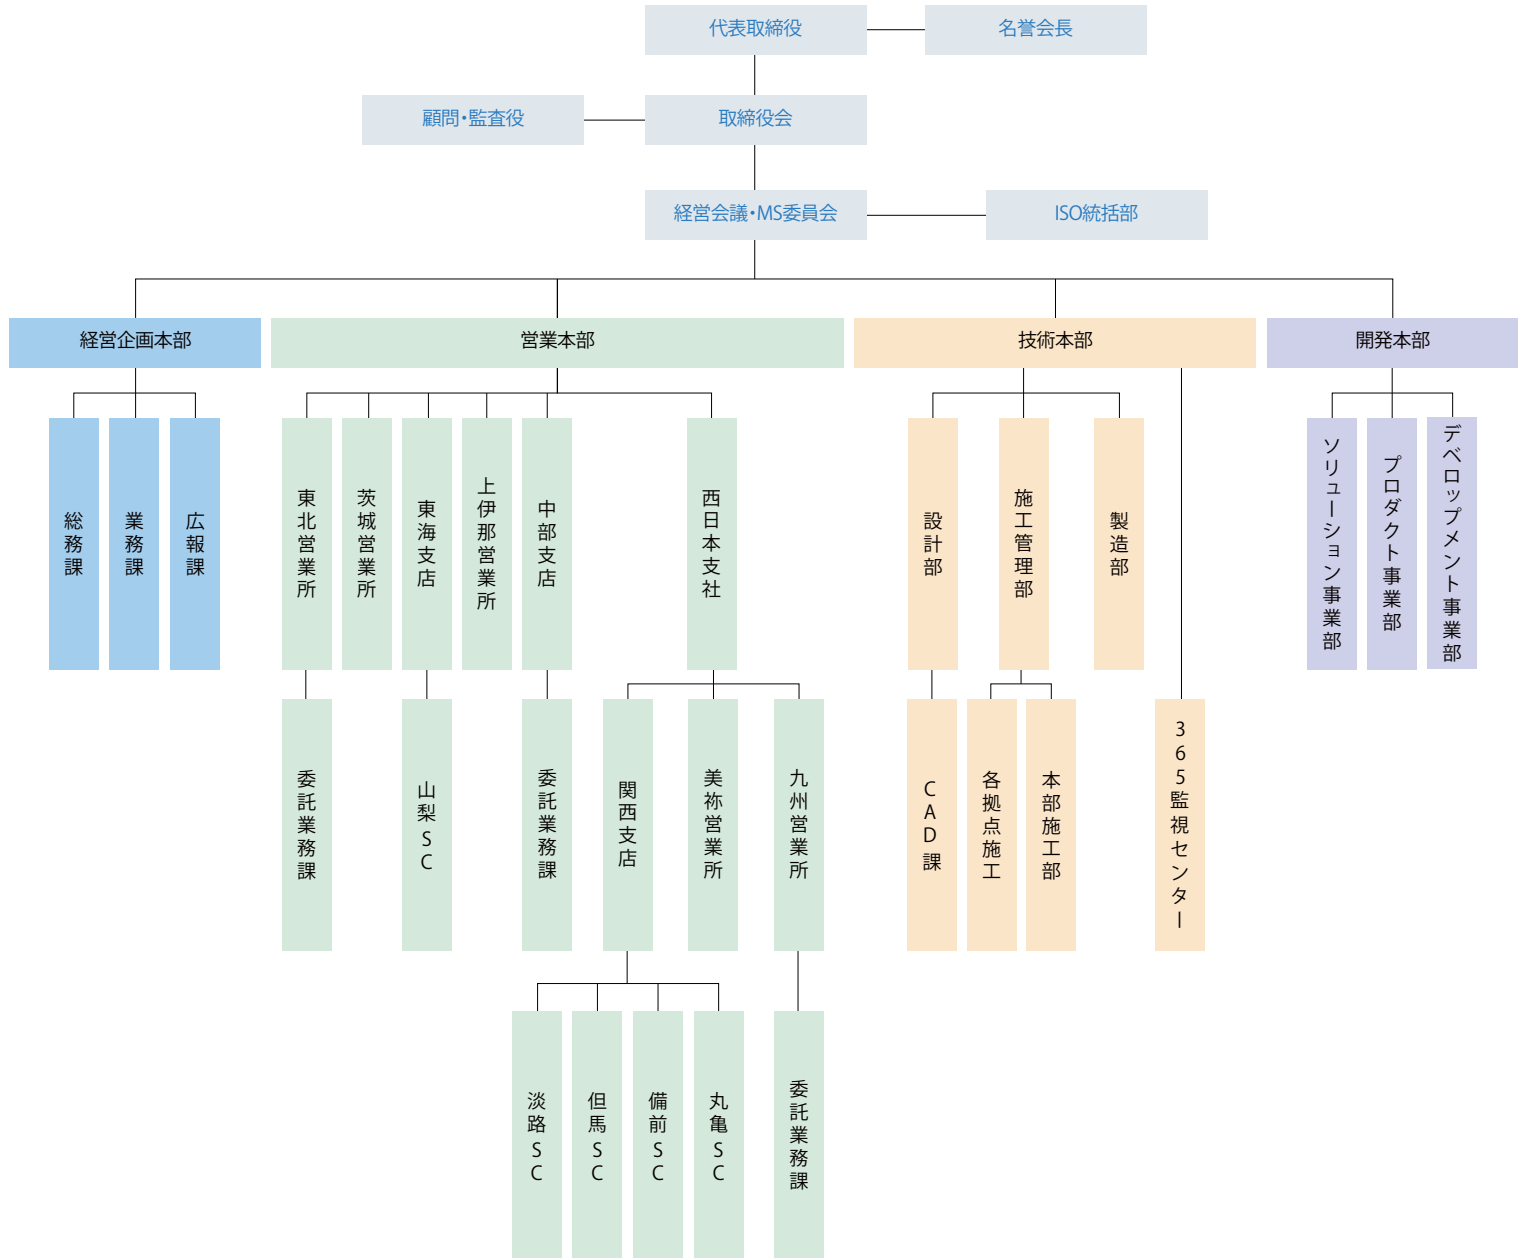 代表取締役
名誉会長
顧問・監査役
取締役会
経営会議・MS委員会
ISO統括部
経営企画本部
営業本部
技術本部
開発本部
総務課
業務課
広報課
東北営業所
茨城営業所
東海支店
上伊那営業所
中部支店
西日本支社
設計部
施工管理部
製造部
ソリューション事業部
プロダクト事業部
デベロップメント事業部
委託業務課
山梨SC
委託業務課
関西支店
美祢営業所
九州営業所
CAD課
各拠点施工
本部施工部
365監視センター
淡路SC
但馬SC
備前SC
丸亀SC
委託業務課